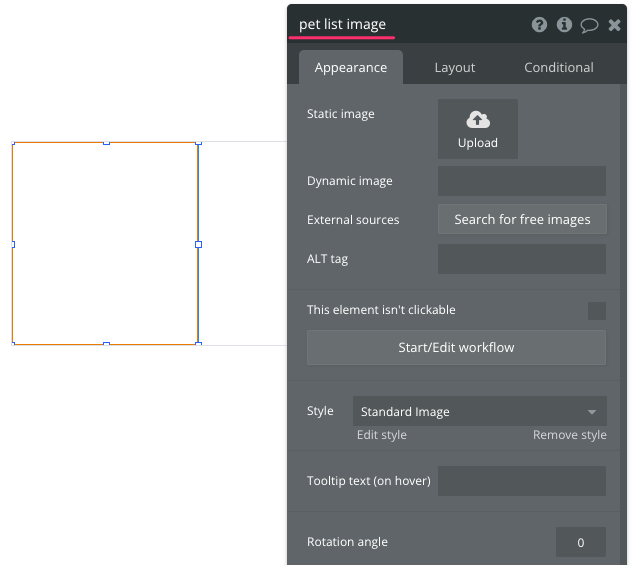 pet list image
Appearance Layout Conditional
Static image
Upload
Dynamic image
External sources Search for free images
ALT tag
This element isn't clickable
Start/Edit workflow
Style Standard Image
Edit style Remove style
Tooltip text (on hover)
Rotation angle 0